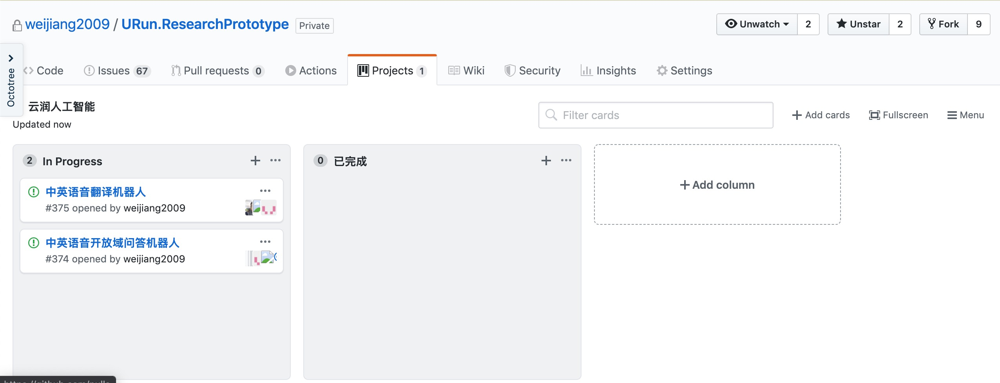 weijiang2009 / URun.ResearchPrototype Private
Unwatch 2 Unstar 2 Fork 9
Octotree
Code Issues 67 Pull requests 0 Actions Projects 1 Wiki Security Insights Settings
云润人工智能
Updated now
Filter cards
Add cards Fullscreen Menu
2 In Progress
中英语音翻译机器人
#375 opened by weijiang2009
中英语音开放域问答机器人
#374 opened by weijiang2009
0 已完成
Add column